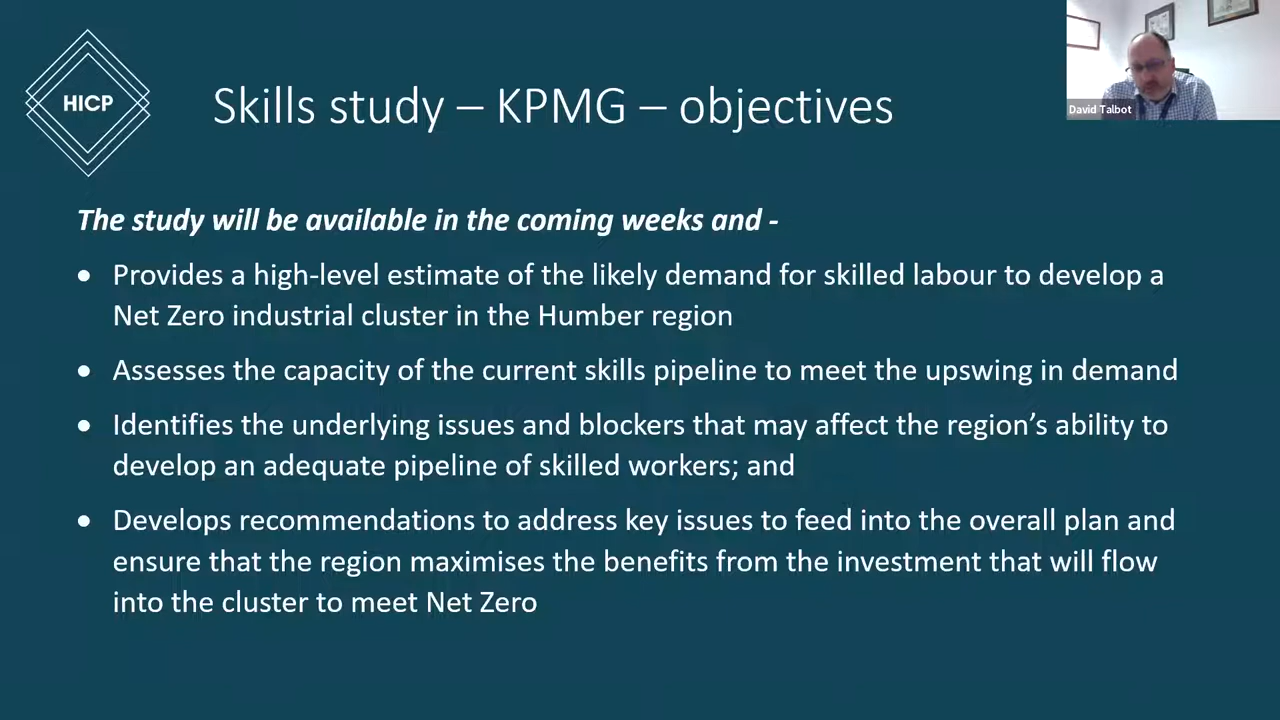 HICP
Skills study – KPMG – objectives
David Talbot
The study will be available in the coming weeks and -
• Provides a high-level estimate of the likely demand for skilled labour to develop a
Net Zero industrial cluster in the Humber region
• Assesses the capacity of the current skills pipeline to meet the upswing in demand
• Identifies the underlying issues and blockers that may affect the region’s ability to
develop an adequate pipeline of skilled workers; and
• Develops recommendations to address key issues to feed into the overall plan and
ensure that the region maximises the benefits from the investment that will flow
into the cluster to meet Net Zero